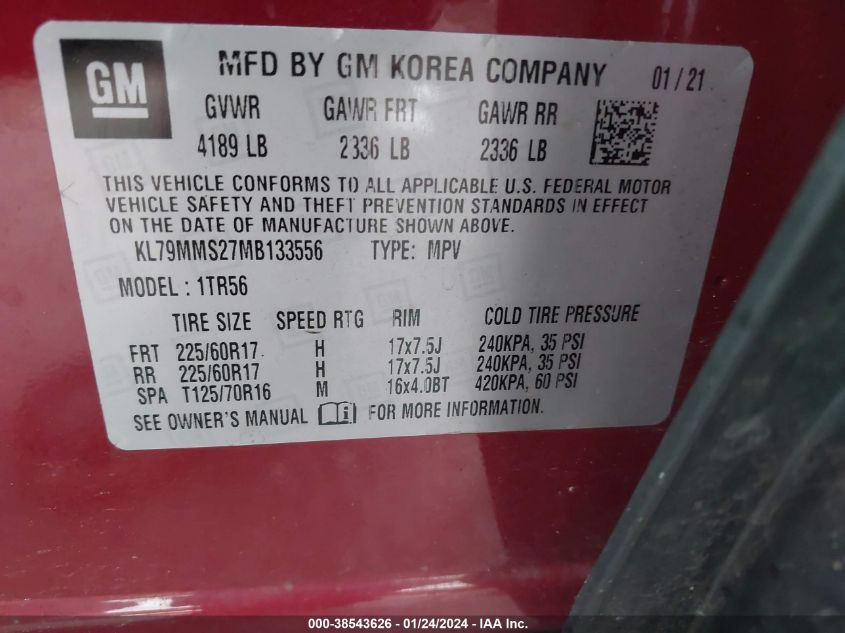 GM
MFD BY GM KOREA COMPANY 01/21
GVWR GAWR FRT GAWR RR
4189 LB 2336 LB 2336 LB
THIS VEHICLE CONFORMS TO ALL APPLICABLE U.S. FEDERAL MOTOR
VEHICLE SAFETY AND THEFT PREVENTION STANDARDS IN EFFECT
ON THE DATE OF MANUFACTURE SHOWN ABOVE.
KL79MMS27MB133556 TYPE: MPV
MODEL : 1TR56
TIRE SIZE SPEED RTG RIM COLD TIRE PRESSURE
FRT 225/60R17 H 17x7.5J 240KPA, 35 PSI
RR 225/60R17 H 17x7.5J 240KPA, 35 PSI
SPA T125/70R16 M 16x4.0BT 420KPA, 60 PSI
SEE OWNER'S MANUAL FOR MORE INFORMATION.
000-38543626 - 01/24/2024 - IAA Inc.